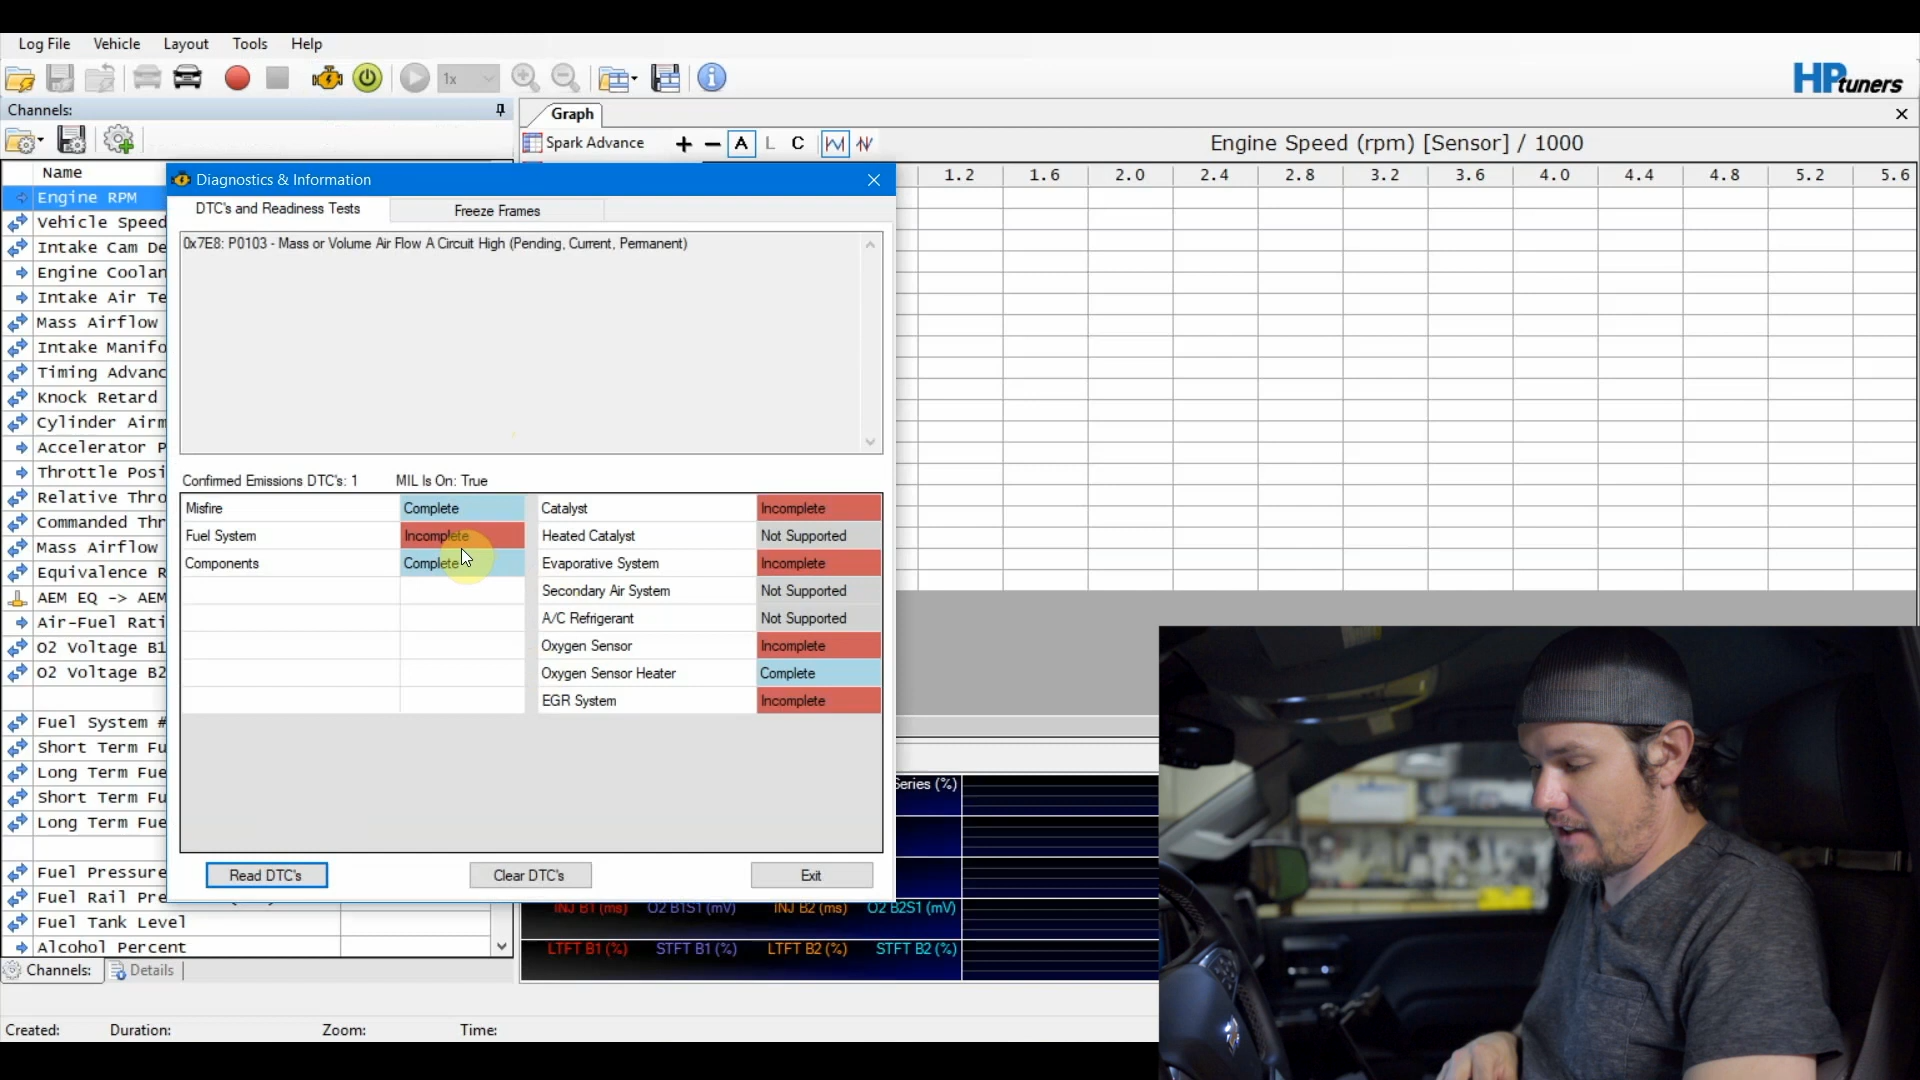 Log File Vehicle Layout Tools Help
1x
HPtuners
Channels:
Graph
Spark Advance A L C Engine Speed (rpm) [Sensor] / 1000
Name
1.2 1.6 2.0 2.4 2.8 3.2 3.6 4.0 4.4 4.8 5.2 5.6
Diagnostics & Information
DTC's and Readiness Tests Freeze Frames
0x7E8: P0103 - Mass or Volume Air Flow A Circuit High (Pending, Current, Permanent)
Confirmed Emissions DTC's: 1 MIL Is On: True
Misfire Complete Catalyst Incomplete
Fuel System Incomplete Heated Catalyst Not Supported
Components Complete Evaporative System Incomplete
Secondary Air System Not Supported
A/C Refrigerant Not Supported
Oxygen Sensor Incomplete
Oxygen Sensor Heater Complete
EGR System Incomplete
Read DTC's Clear DTC's Exit
Engine RPM
Vehicle Speed
Intake Cam De
Engine Coolan
Intake Air Te
Mass Airflow
Intake Manifo
Timing Advanc
Knock Retard
Cylinder Airm
Accelerator P
Throttle Posi
Relative Thro
Commanded Thr
Mass Airflow
Equivalence R
AEM EQ -> AEM
Air-Fuel Rati
O2 Voltage B1
O2 Voltage B2
Fuel System #
Short Term Fu
Long Term Fue
Short Term Fu
Long Term Fue
Fuel Pressure
Fuel Rail Pre
Fuel Tank Level
Alcohol Percent
Series (%)
INJ B1 (ms) O2 B1S1 (mV) INJ B2 (ms) O2 B2S1 (mV)
LTFT B1 (%) STFT B1 (%) LTFT B2 (%) STFT B2 (%)
Channels: Details
Created: Duration: Zoom: Time: